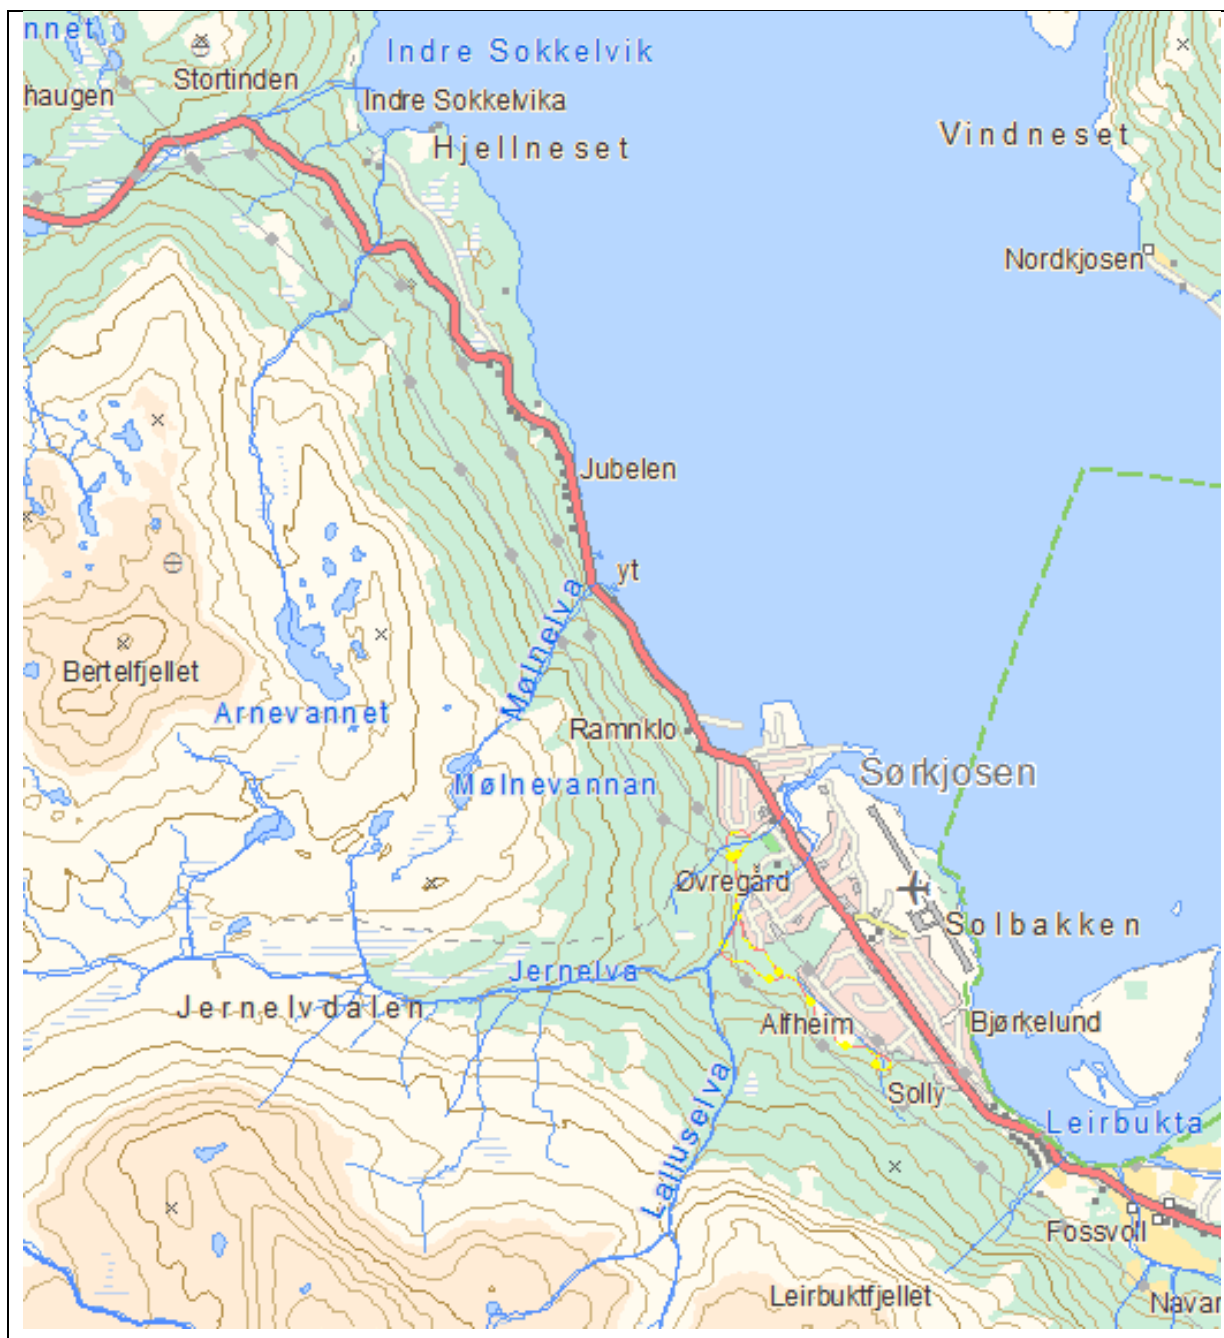 nnet
Indre Sokkelvik
Stortinden
haugen
Indre Sokkelvika
Hjellneset
Vindneset
Nordkjosen
Jubelen
yt
Mølnelva
Bertelfjellet
Arnevannet
Ramnklo
Mølnevannan
Sørkjosen
Øvregård
Solbakken
Jernelva
Jernelvdalen
Alfheim
Bjørkelund
Solly
Leirbukta
Lalluselva
Fossvoll
Leirbuktfjellet
Navar